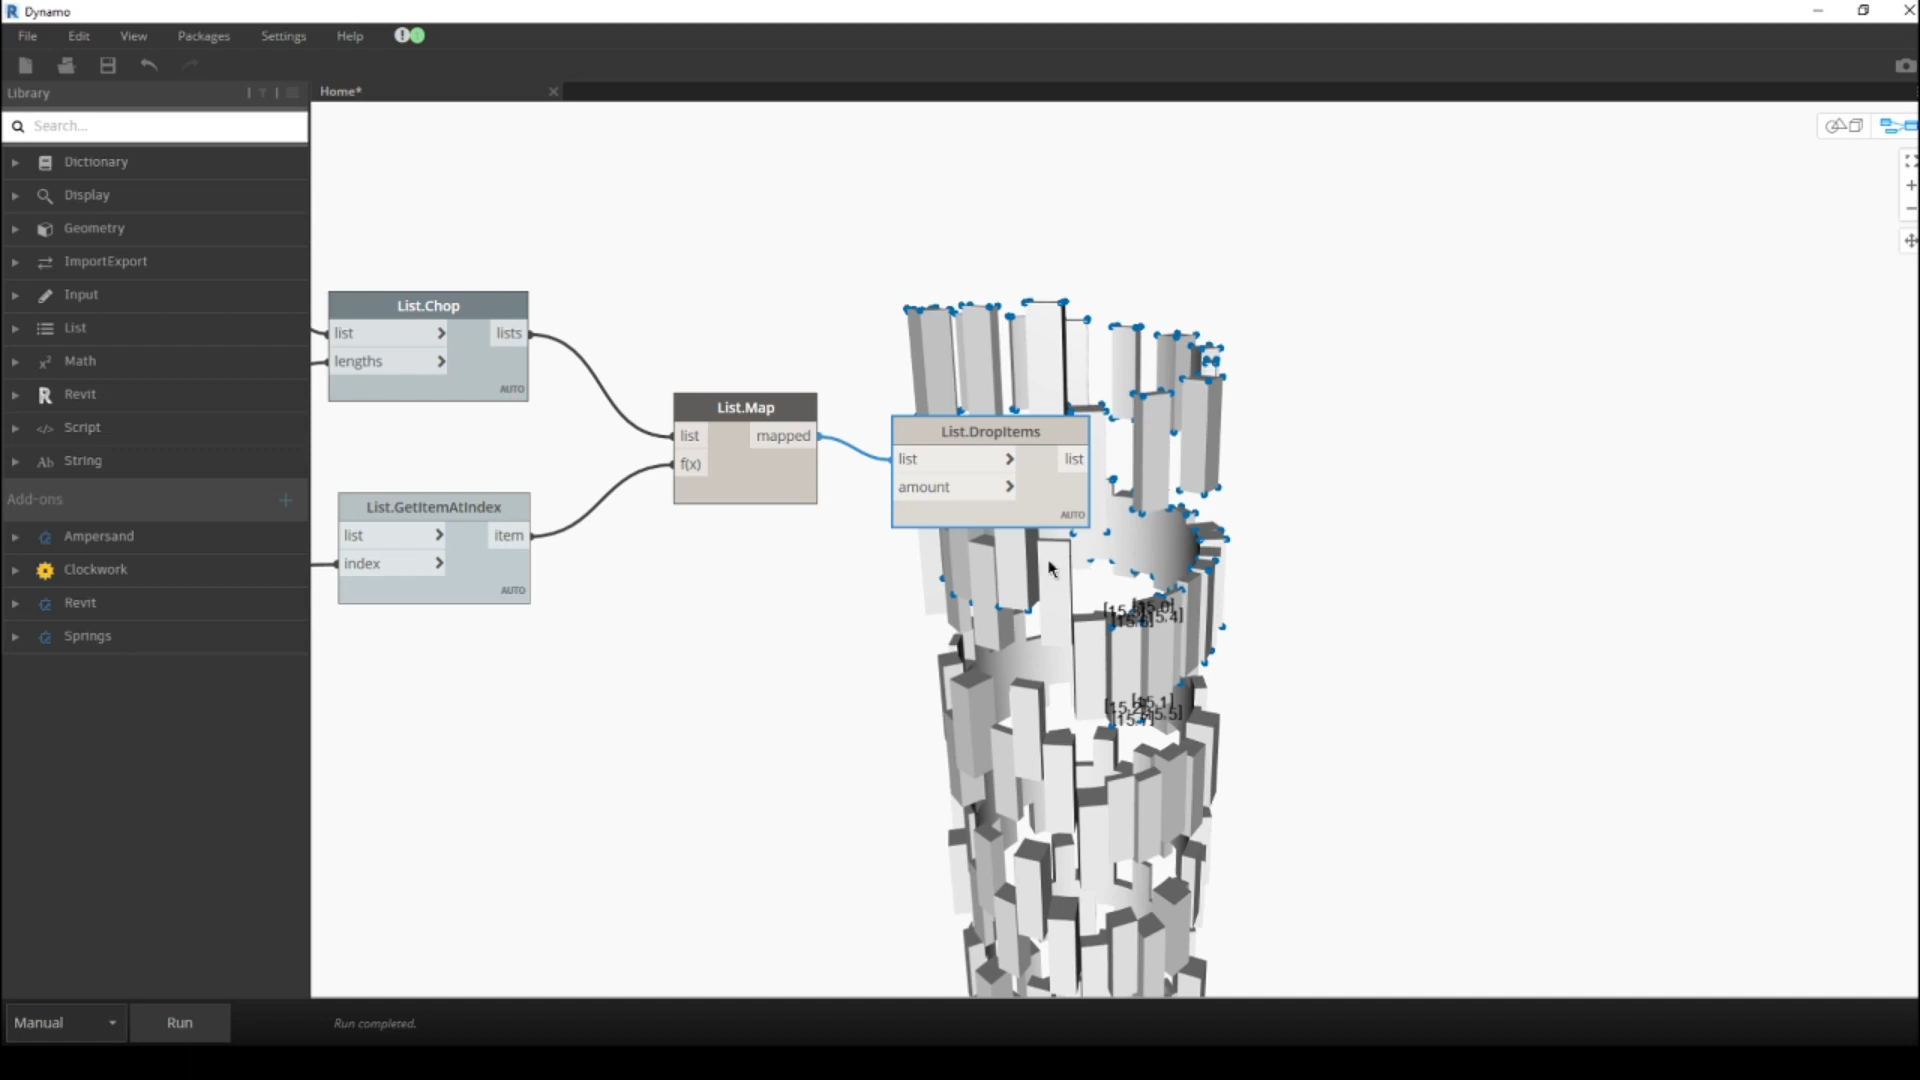 Dynamo
File Edit View Packages Settings Help
Library
Home*
Search...
Dictionary
Display
Geometry
ImportExport
Input
List
Math
Revit
Script
String
Add-ons
Ampersand
Clockwork
Revit
Springs
List.Chop
list > lists
lengths >
AUTO
List.GetItemAtIndex
list > item
index >
AUTO
List.Map
list mapped
f(x)
List.DropItems
list > list
amount >
AUTO
Manual
Run
Run completed.